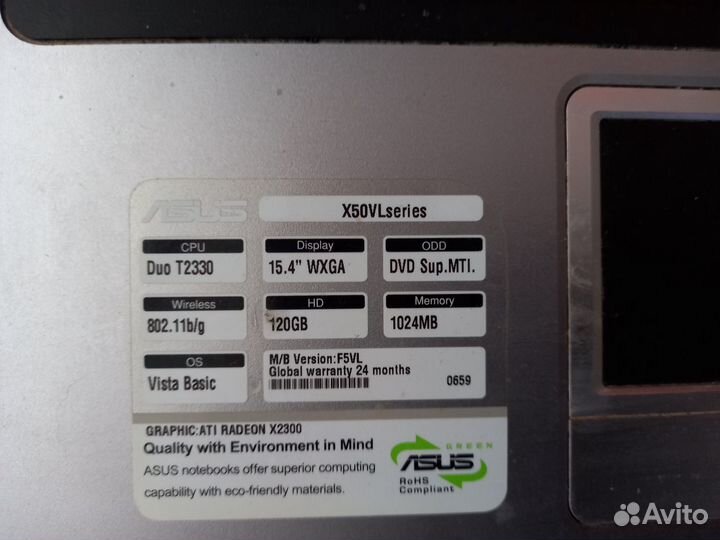 ASUS
X50VLseries
CPU
Duo T2330
Display
15.4" WXGA
ODD
DVD Sup.MTI.
Wireless
802.11b/g
HD
120GB
Memory
1024MB
OS
Vista Basic
M/B Version:F5VL
Global warranty 24 months
0659
GRAPHIC:ATI RADEON X2300
Quality with Environment in Mind
ASUS notebooks offer superior computing
capability with eco-friendly materials.
GREEN
ASUS
RoHS
Compliant
Avito